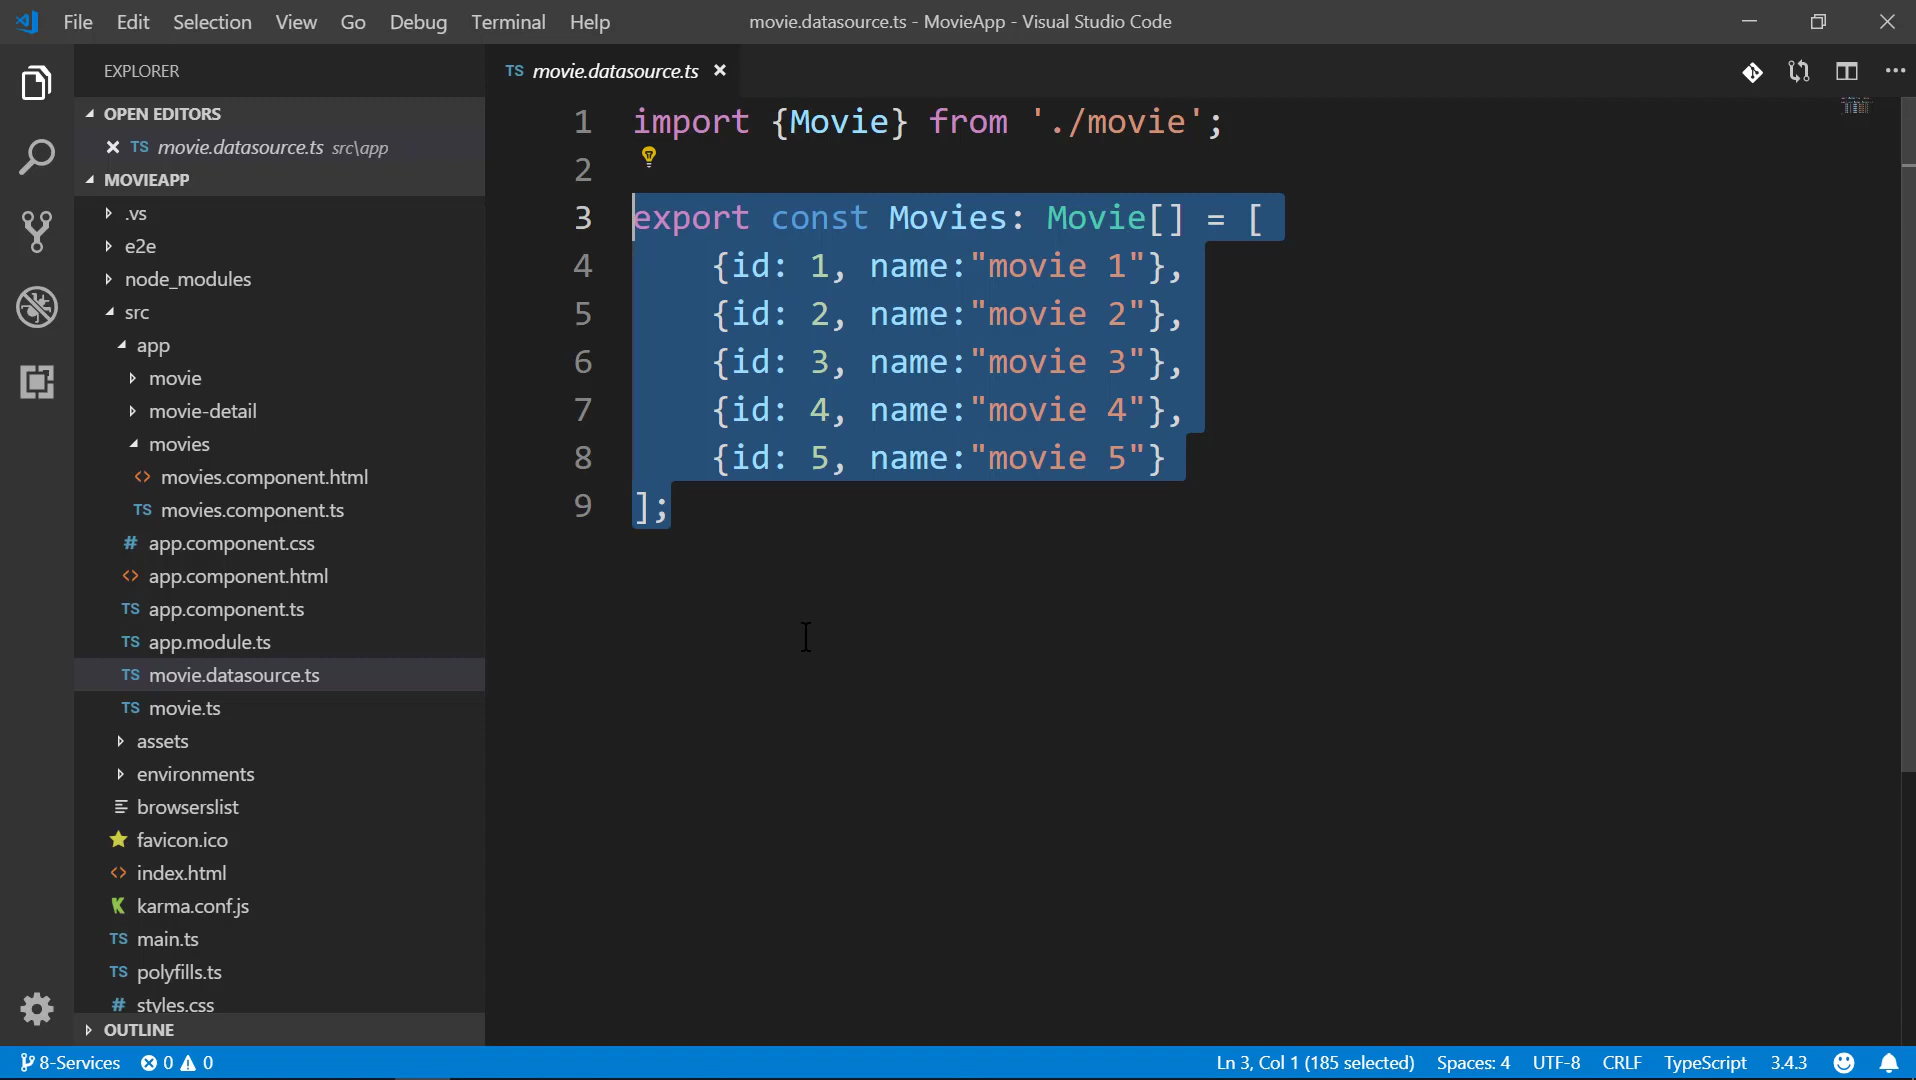 File Edit Selection View Go Debug Terminal Help
movie.datasource.ts - MovieApp - Visual Studio Code
EXPLORER
OPEN EDITORS
TS movie.datasource.ts src\app
MOVIEAPP
.vs
e2e
node_modules
src
app
movie
movie-detail
movies
<> movies.component.html
TS movies.component.ts
# app.component.css
<> app.component.html
TS app.component.ts
TS app.module.ts
TS movie.datasource.ts
TS movie.ts
assets
environments
browserslist
favicon.ico
<> index.html
karma.conf.js
TS main.ts
TS polyfills.ts
# styles.css
OUTLINE
TS movie.datasource.ts
1 import {Movie} from './movie';
2
3 export const Movies: Movie[] = [
4 {id: 1, name:"movie 1"},
5 {id: 2, name:"movie 2"},
6 {id: 3, name:"movie 3"},
7 {id: 4, name:"movie 4"},
8 {id: 5, name:"movie 5"}
9 ];
8-Services 0 0
Ln 3, Col 1 (185 selected) Spaces: 4 UTF-8 CRLF TypeScript 3.4.3